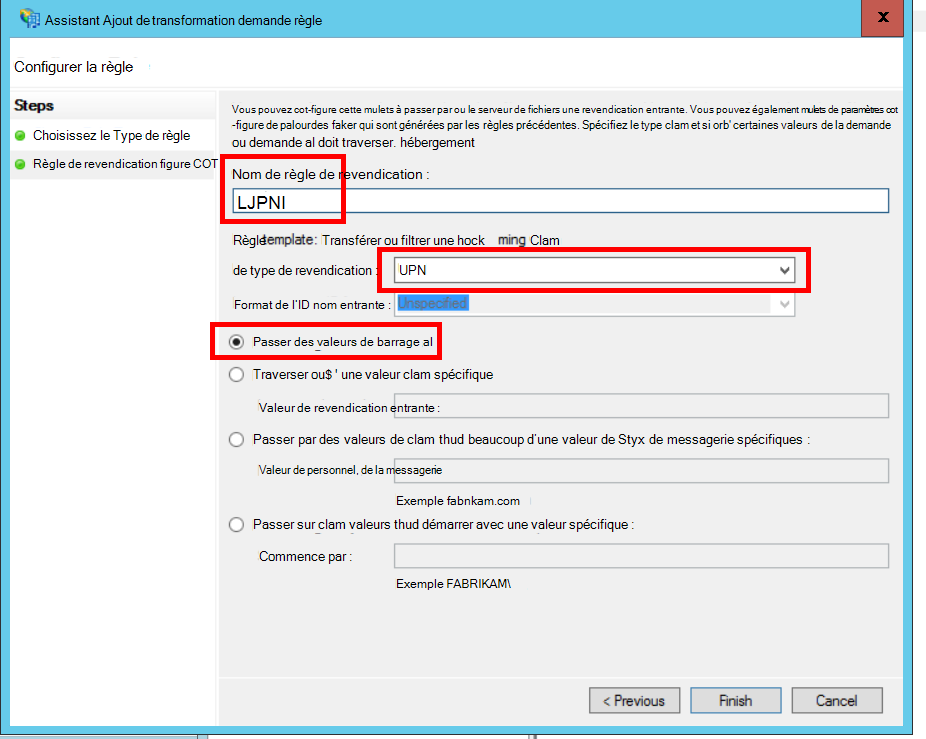 Assistant Ajout de transformation demande règle
x
Configurer la règle
Steps
Choisissez le Type de règle
Règle de revendication figure COT
Vous pouvez cot-figure cette mulets à passer par ou le serveur de fichiers une revendication entrante. Vous pouvez également mulets de paramètres cot
-figure de palourdes faker qui sont générées par les règles précédentes. Spécifiez le type clam et si orb' certaines valeurs de la demande
ou demande al doit traverser. hébergement
Nom de règle de revendication :
LJPNI
Règletemplate: Transférer ou filtrer une hock ming Clam
de type de revendication :
UPN
Format de l'ID nom entrante :
Unspecified
Passer des valeurs de barrage al
Traverser ou$ ' une valeur clam spécifique
Valeur de revendication entrante :
Passer par des valeurs de clam thud beaucoup d'une valeur de Styx de messagerie spécifiques :
Valeur de personnel, de la messagerie
Exemple fabnkam.com
Passer sur clam valeurs thud démarrer avec une valeur spécifique :
Commence par :
Exemple FABRIKAM\
< Previous
Finish
Cancel